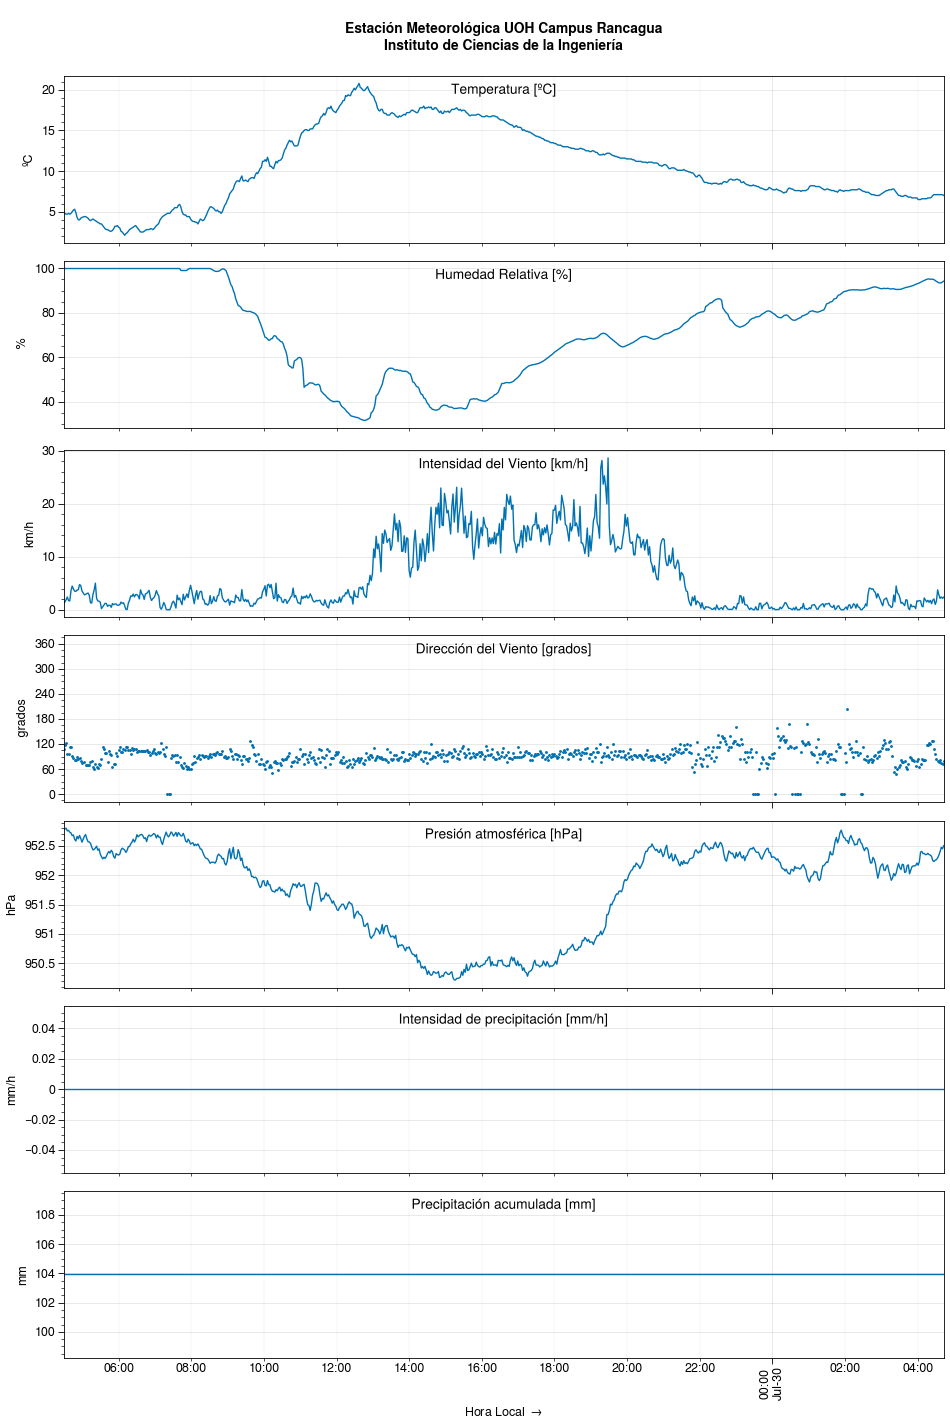 Estación Meteorológica UOH Campus Rancagua
Instituto de Ciencias de la Ingeniería
Temperatura [ºC]
ºC
20
15
10
5
Humedad Relativa [%]
%
100
80
60
40
Intensidad del Viento [km/h]
km/h
30
20
10
0
Dirección del Viento [grados]
grados
360
300
240
180
120
60
0
Presión atmosférica [hPa]
hPa
952.5
952
951.5
951
950.5
Intensidad de precipitación [mm/h]
mm/h
0.04
0.02
0
−0.02
−0.04
Precipitación acumulada [mm]
mm
108
106
104
102
100
06:00 08:00 10:00 12:00 14:00 16:00 18:00 20:00 22:00 00:00 02:00 04:00
Jul-30
Hora Local →